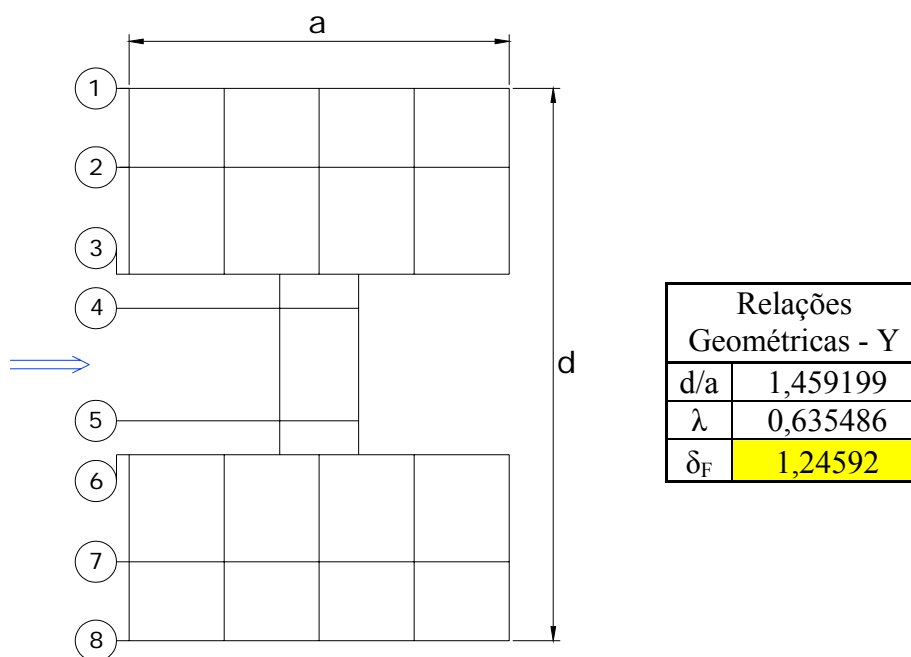 a
1
2
3
4
d
5
6
7
8
Relações
Geométricas - Y
d/a 1,459199
λ 0,635486
δF 1,24592